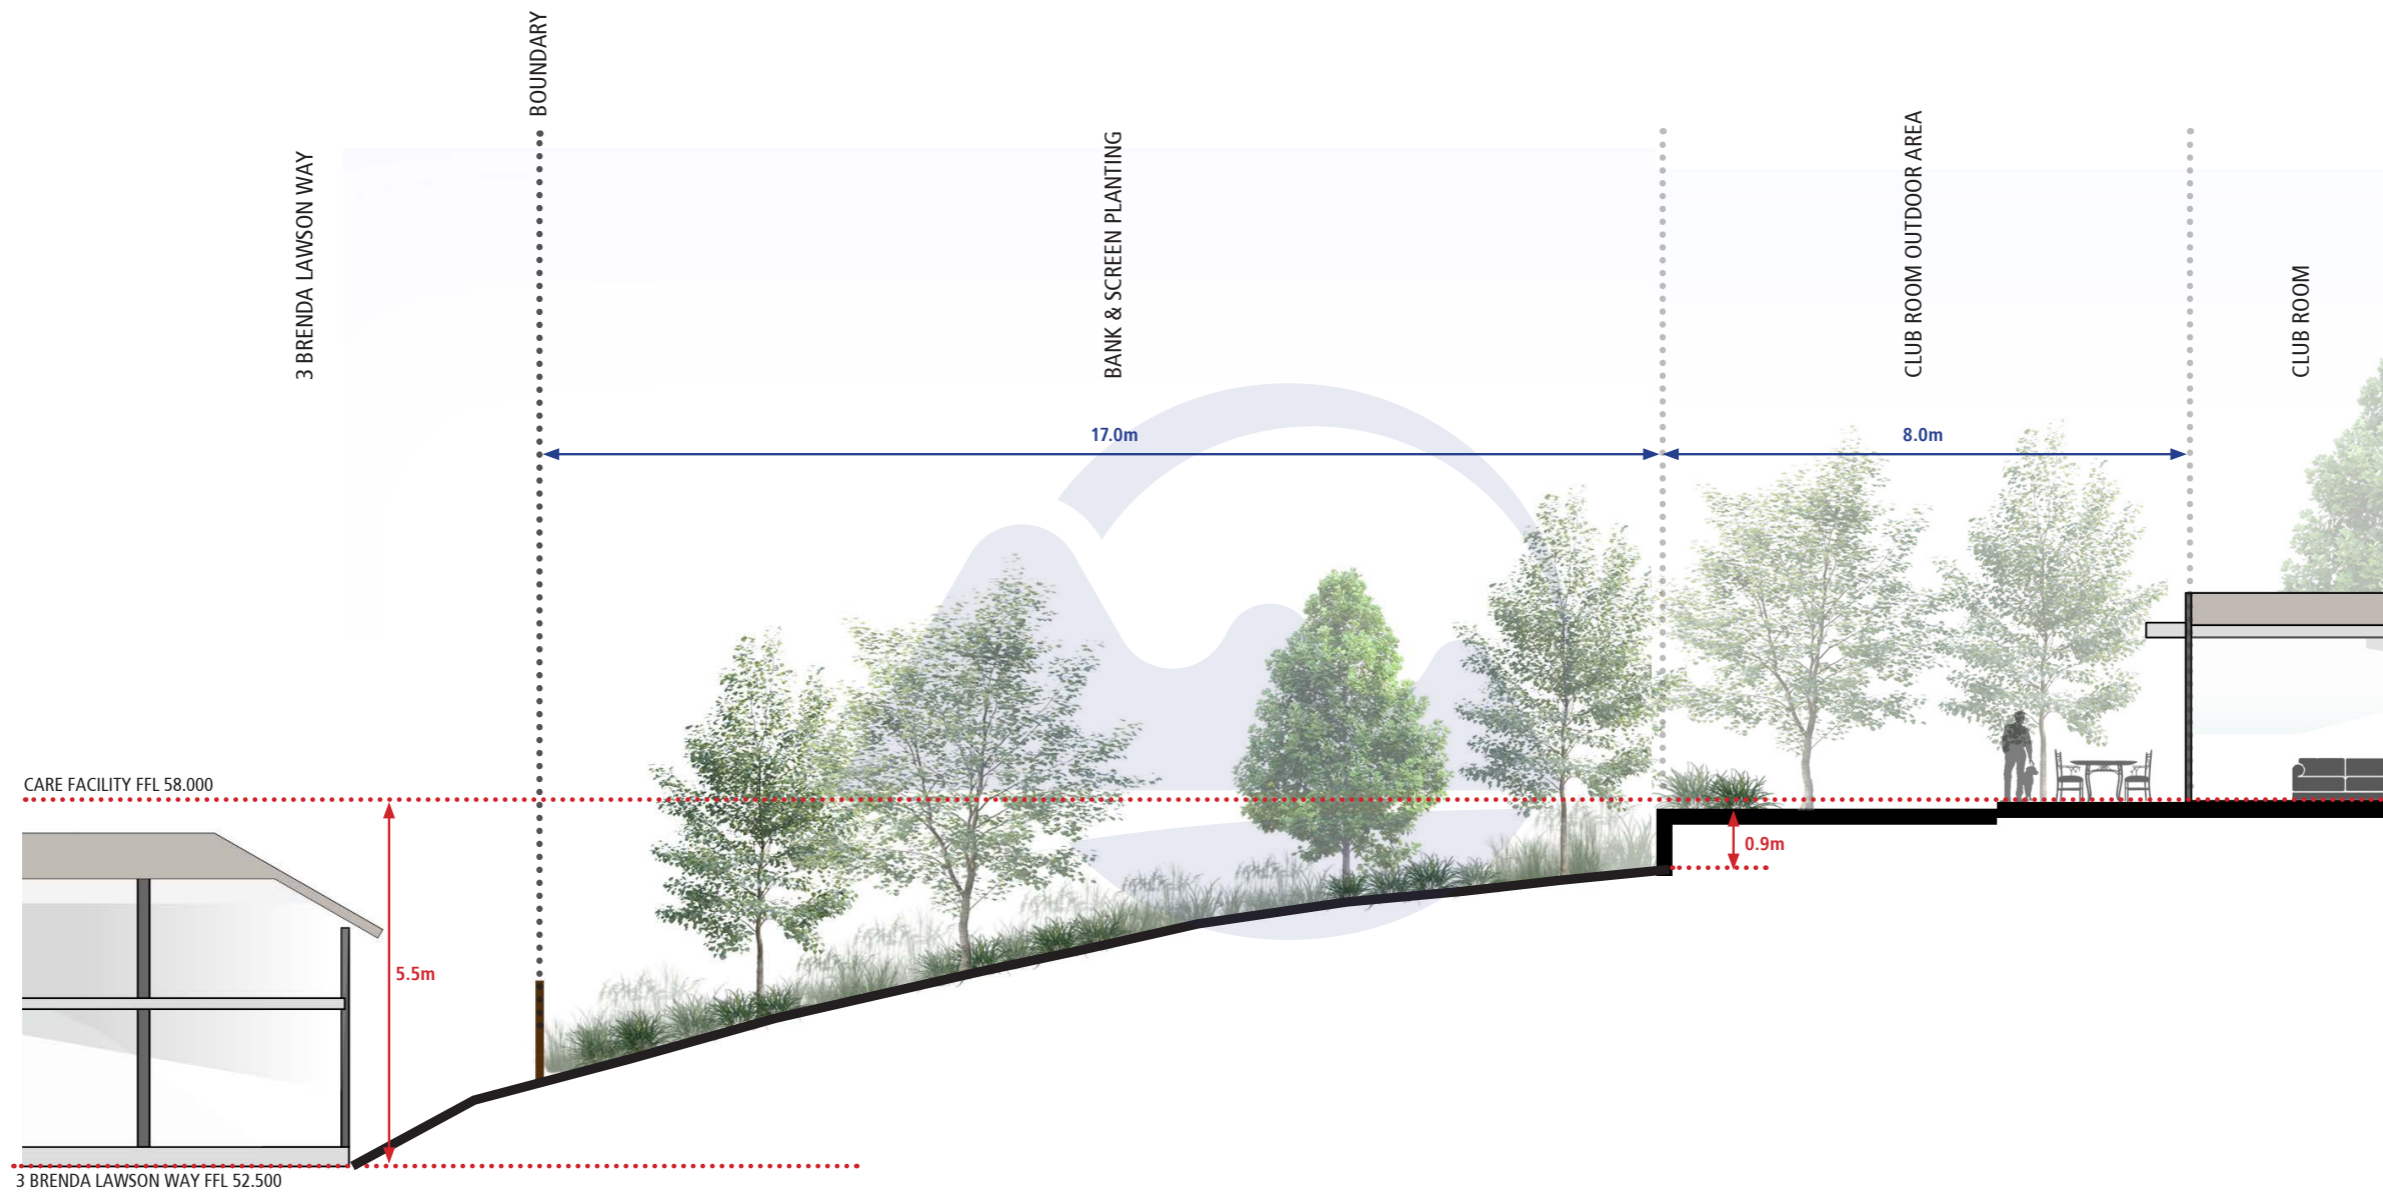 3 BRENDA LAWSON WAY
BOUNDARY
BANK & SCREEN PLANTING
CLUB ROOM OUTDOOR AREA
CLUB ROOM
17.0m
8.0m
CARE FACILITY FFL 58.000
0.9m
5.5m
3 BRENDA LAWSON WAY FFL 52.500